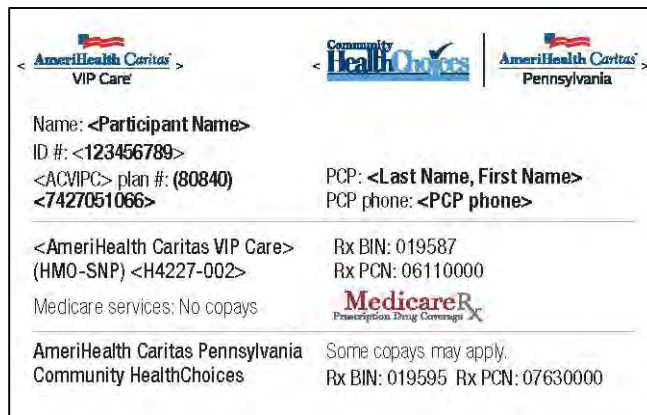 < AmeriHealth Caritas >
VIP Care
< Community
HealthChoices
AmeriHealth Caritas >
Pennsylvania
Name: <Participant Name>
ID #: <123456789>
<ACVIPC> plan #: (80840)
<7427051066>
PCP: <Last Name, First Name>
PCP phone: <PCP phone>
<AmeriHealth Caritas VIP Care>
(HMO-SNP) <H4227-002>
Medicare services: No copays
Rx BIN: 019587
Rx PCN: 06110000
MedicareRx
Prescription Drug Coverage
AmeriHealth Caritas Pennsylvania
Community HealthChoices
Some copays may apply.
Rx BIN: 019595 Rx PCN: 07630000